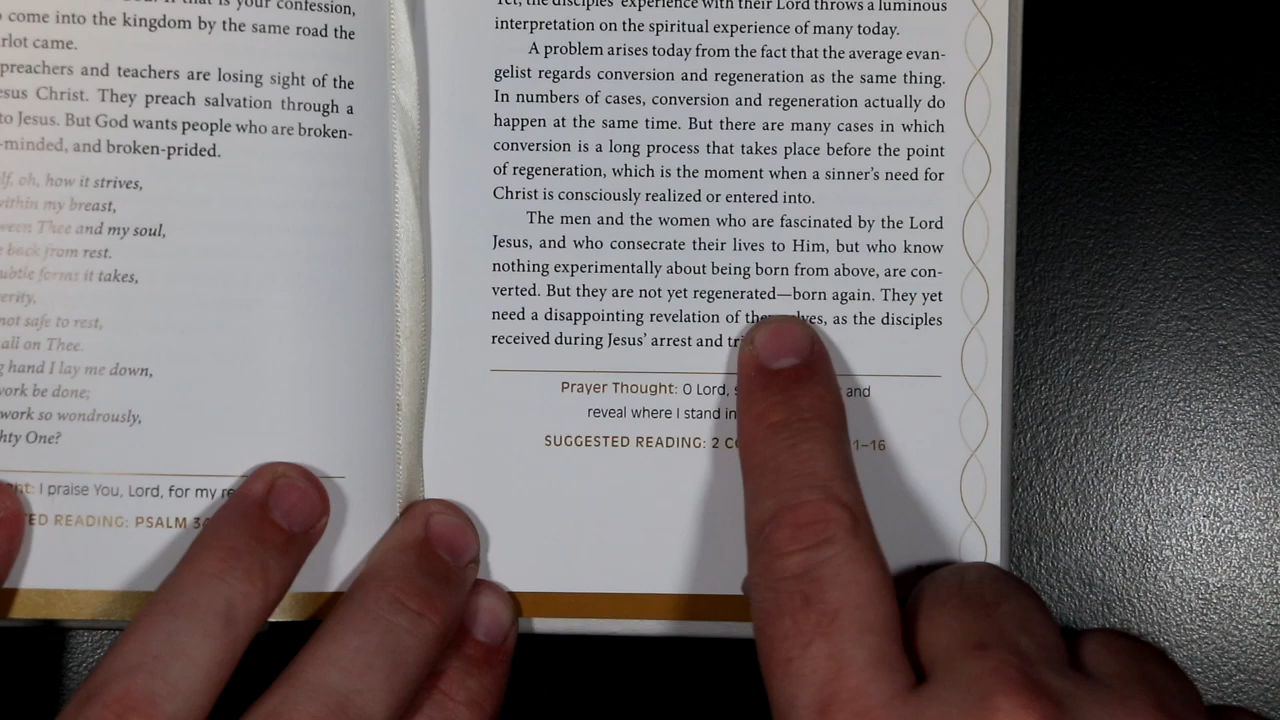 is your confession,
come into the kingdom by the same road the
rlot came.
preachers and teachers are losing sight of the
esus Christ. They preach salvation through a
to Jesus. But God wants people who are broken-
-minded, and broken-prided.
lf, oh, how it strives,
within my breast,
ween Thee and my soul,
back from rest.
ubtle forms it takes,
erity,
not safe to rest,
all on Thee.
hand I lay me down,
work be done;
work so wondrously,
hty One?
ht: I praise You, Lord, for my re
ED READING: PSALM 34
Yet, the disciples' experience with their Lord throws a luminous
interpretation on the spiritual experience of many today.
A problem arises today from the fact that the average evan-
gelist regards conversion and regeneration as the same thing.
In numbers of cases, conversion and regeneration actually do
happen at the same time. But there are many cases in which
conversion is a long process that takes place before the point
of regeneration, which is the moment when a sinner's need for
Christ is consciously realized or entered into.
The men and the women who are fascinated by the Lord
Jesus, and who consecrate their lives to Him, but who know
nothing experimentally about being born from above, are con-
verted. But they are not yet regenerated—born again. They yet
need a disappointing revelation of themselves, as the disciples
received during Jesus' arrest and tri
Prayer Thought: O Lord, and
reveal where I stand in
SUGGESTED READING: 2 CO 1–16